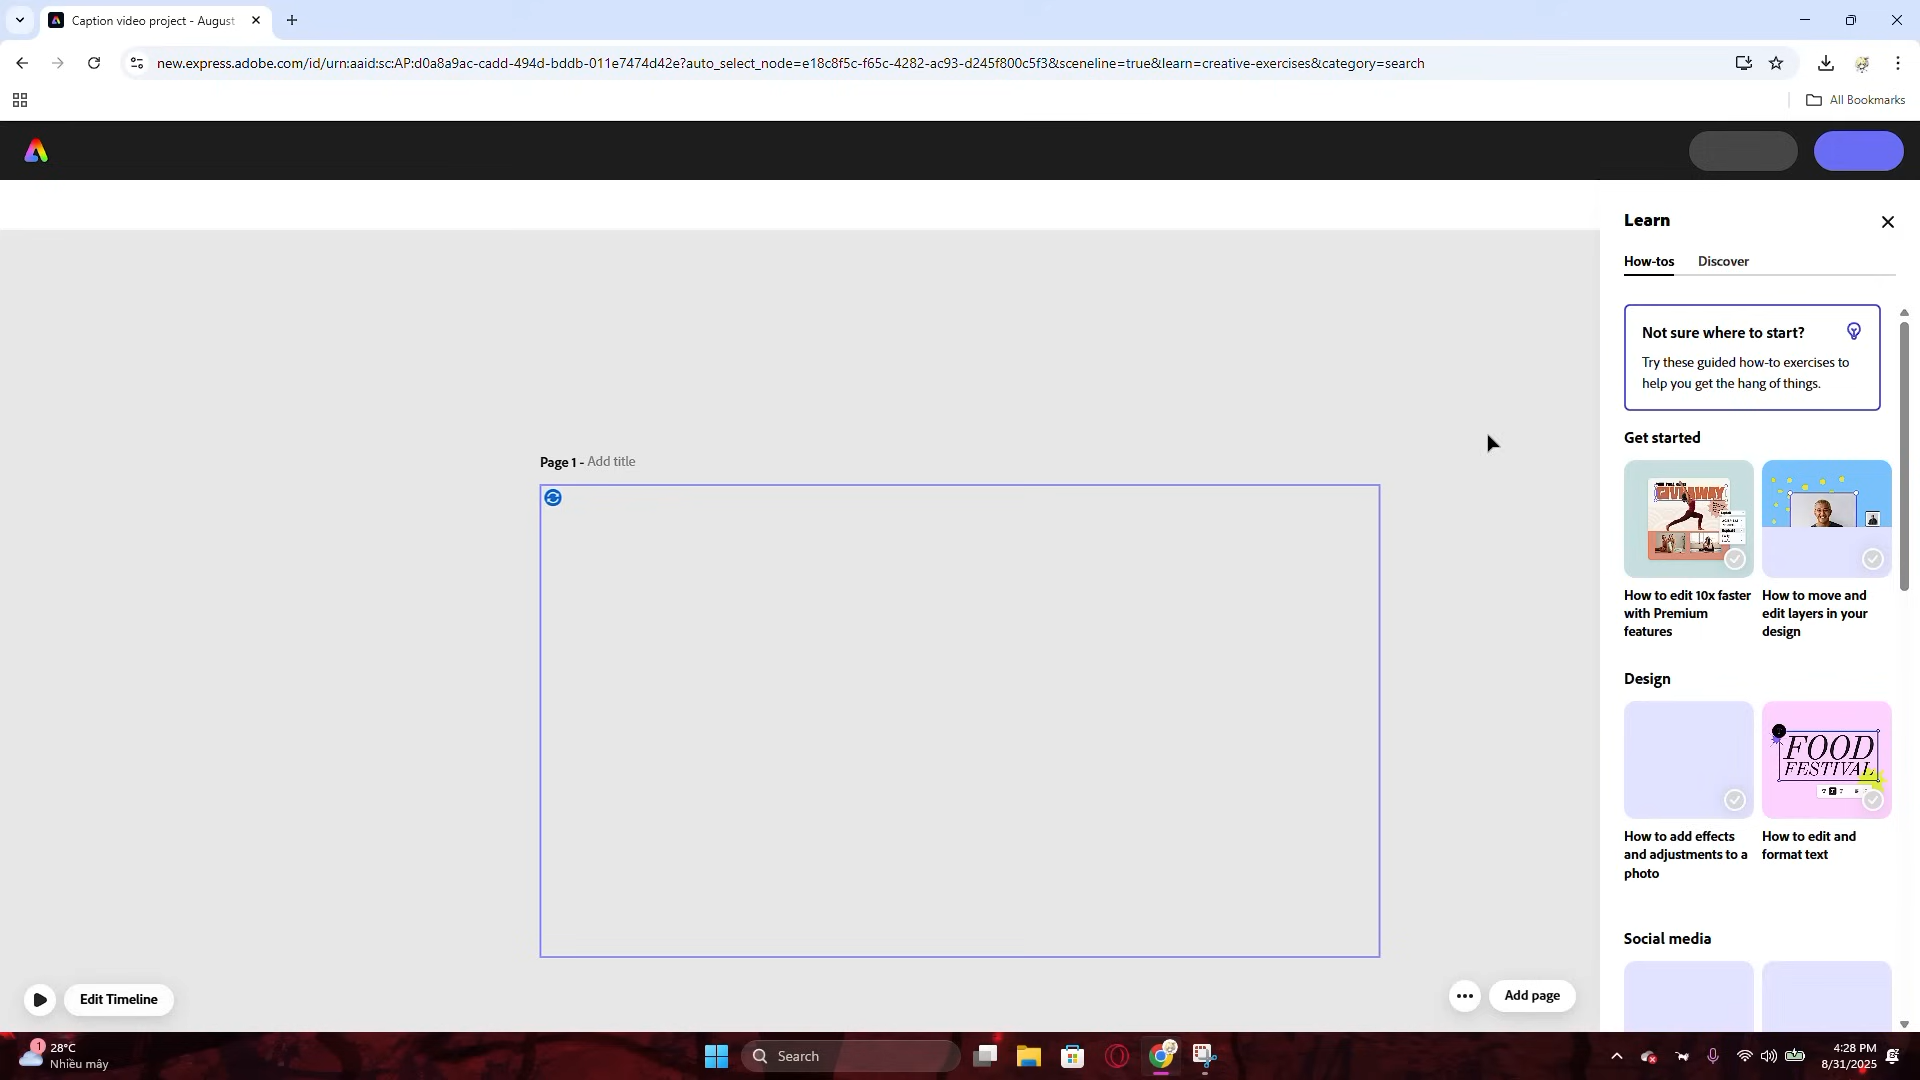 Caption video project - August
new.express.adobe.com/id/urn:aaid:sc:AP:d0a8a9ac-cadd-494d-bddb-011e7474d42e?auto_select_node=e18c8f5c-f65c-4282-ac93-d245f800c5f3&sceneline=true&learn=creative-exercises&category=search
All Bookmarks
Learn
How-tos
Discover
Not sure where to start?
Try these guided how-to exercises to
help you get the hang of things.
Get started
GIVEAWAY
How to edit 10x faster
with Premium
features
How to move and
edit layers in your
design
Design
FOOD
FESTIVAL
How to add effects
and adjustments to a
photo
How to edit and
format text
Social media
Page 1 - Add title
Edit Timeline
Add page
1
28°C
Nhiều mây
Search
4:28 PM
8/31/2025